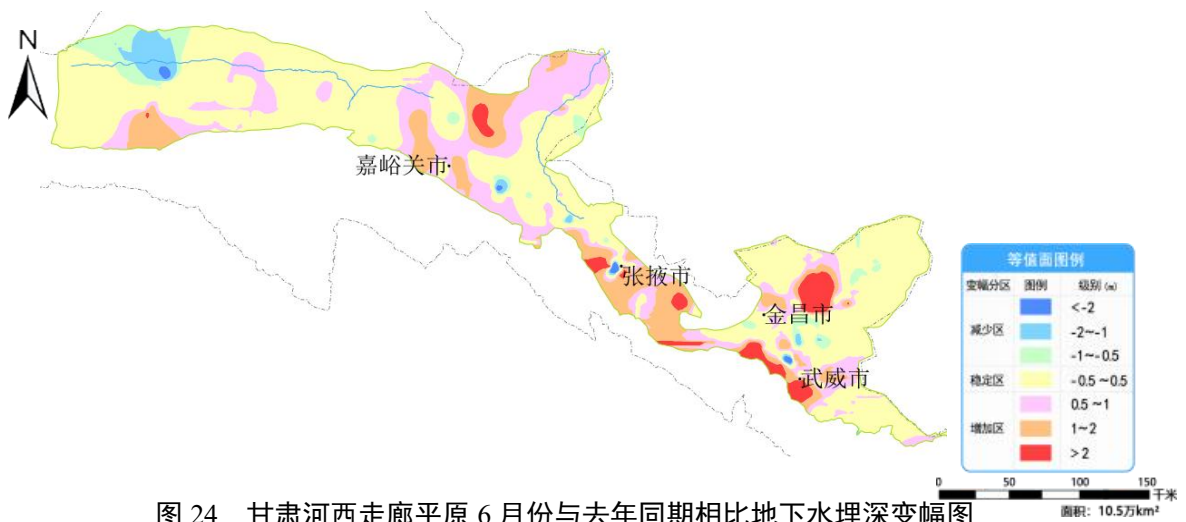 N
嘉峪关市
张掖市
金昌市
武威市
等值面图例
变幅分区 图例 级别 (m)
减少区
<-2
-2~-1
-1~-0.5
稳定区 -0.5~0.5
增加区
0.5~1
1~2
>2
0 50 100 150
千米
面积：10.5万km²
图 24 甘肃河西走廊平原 6 月份与去年同期相比地下水埋深变幅图